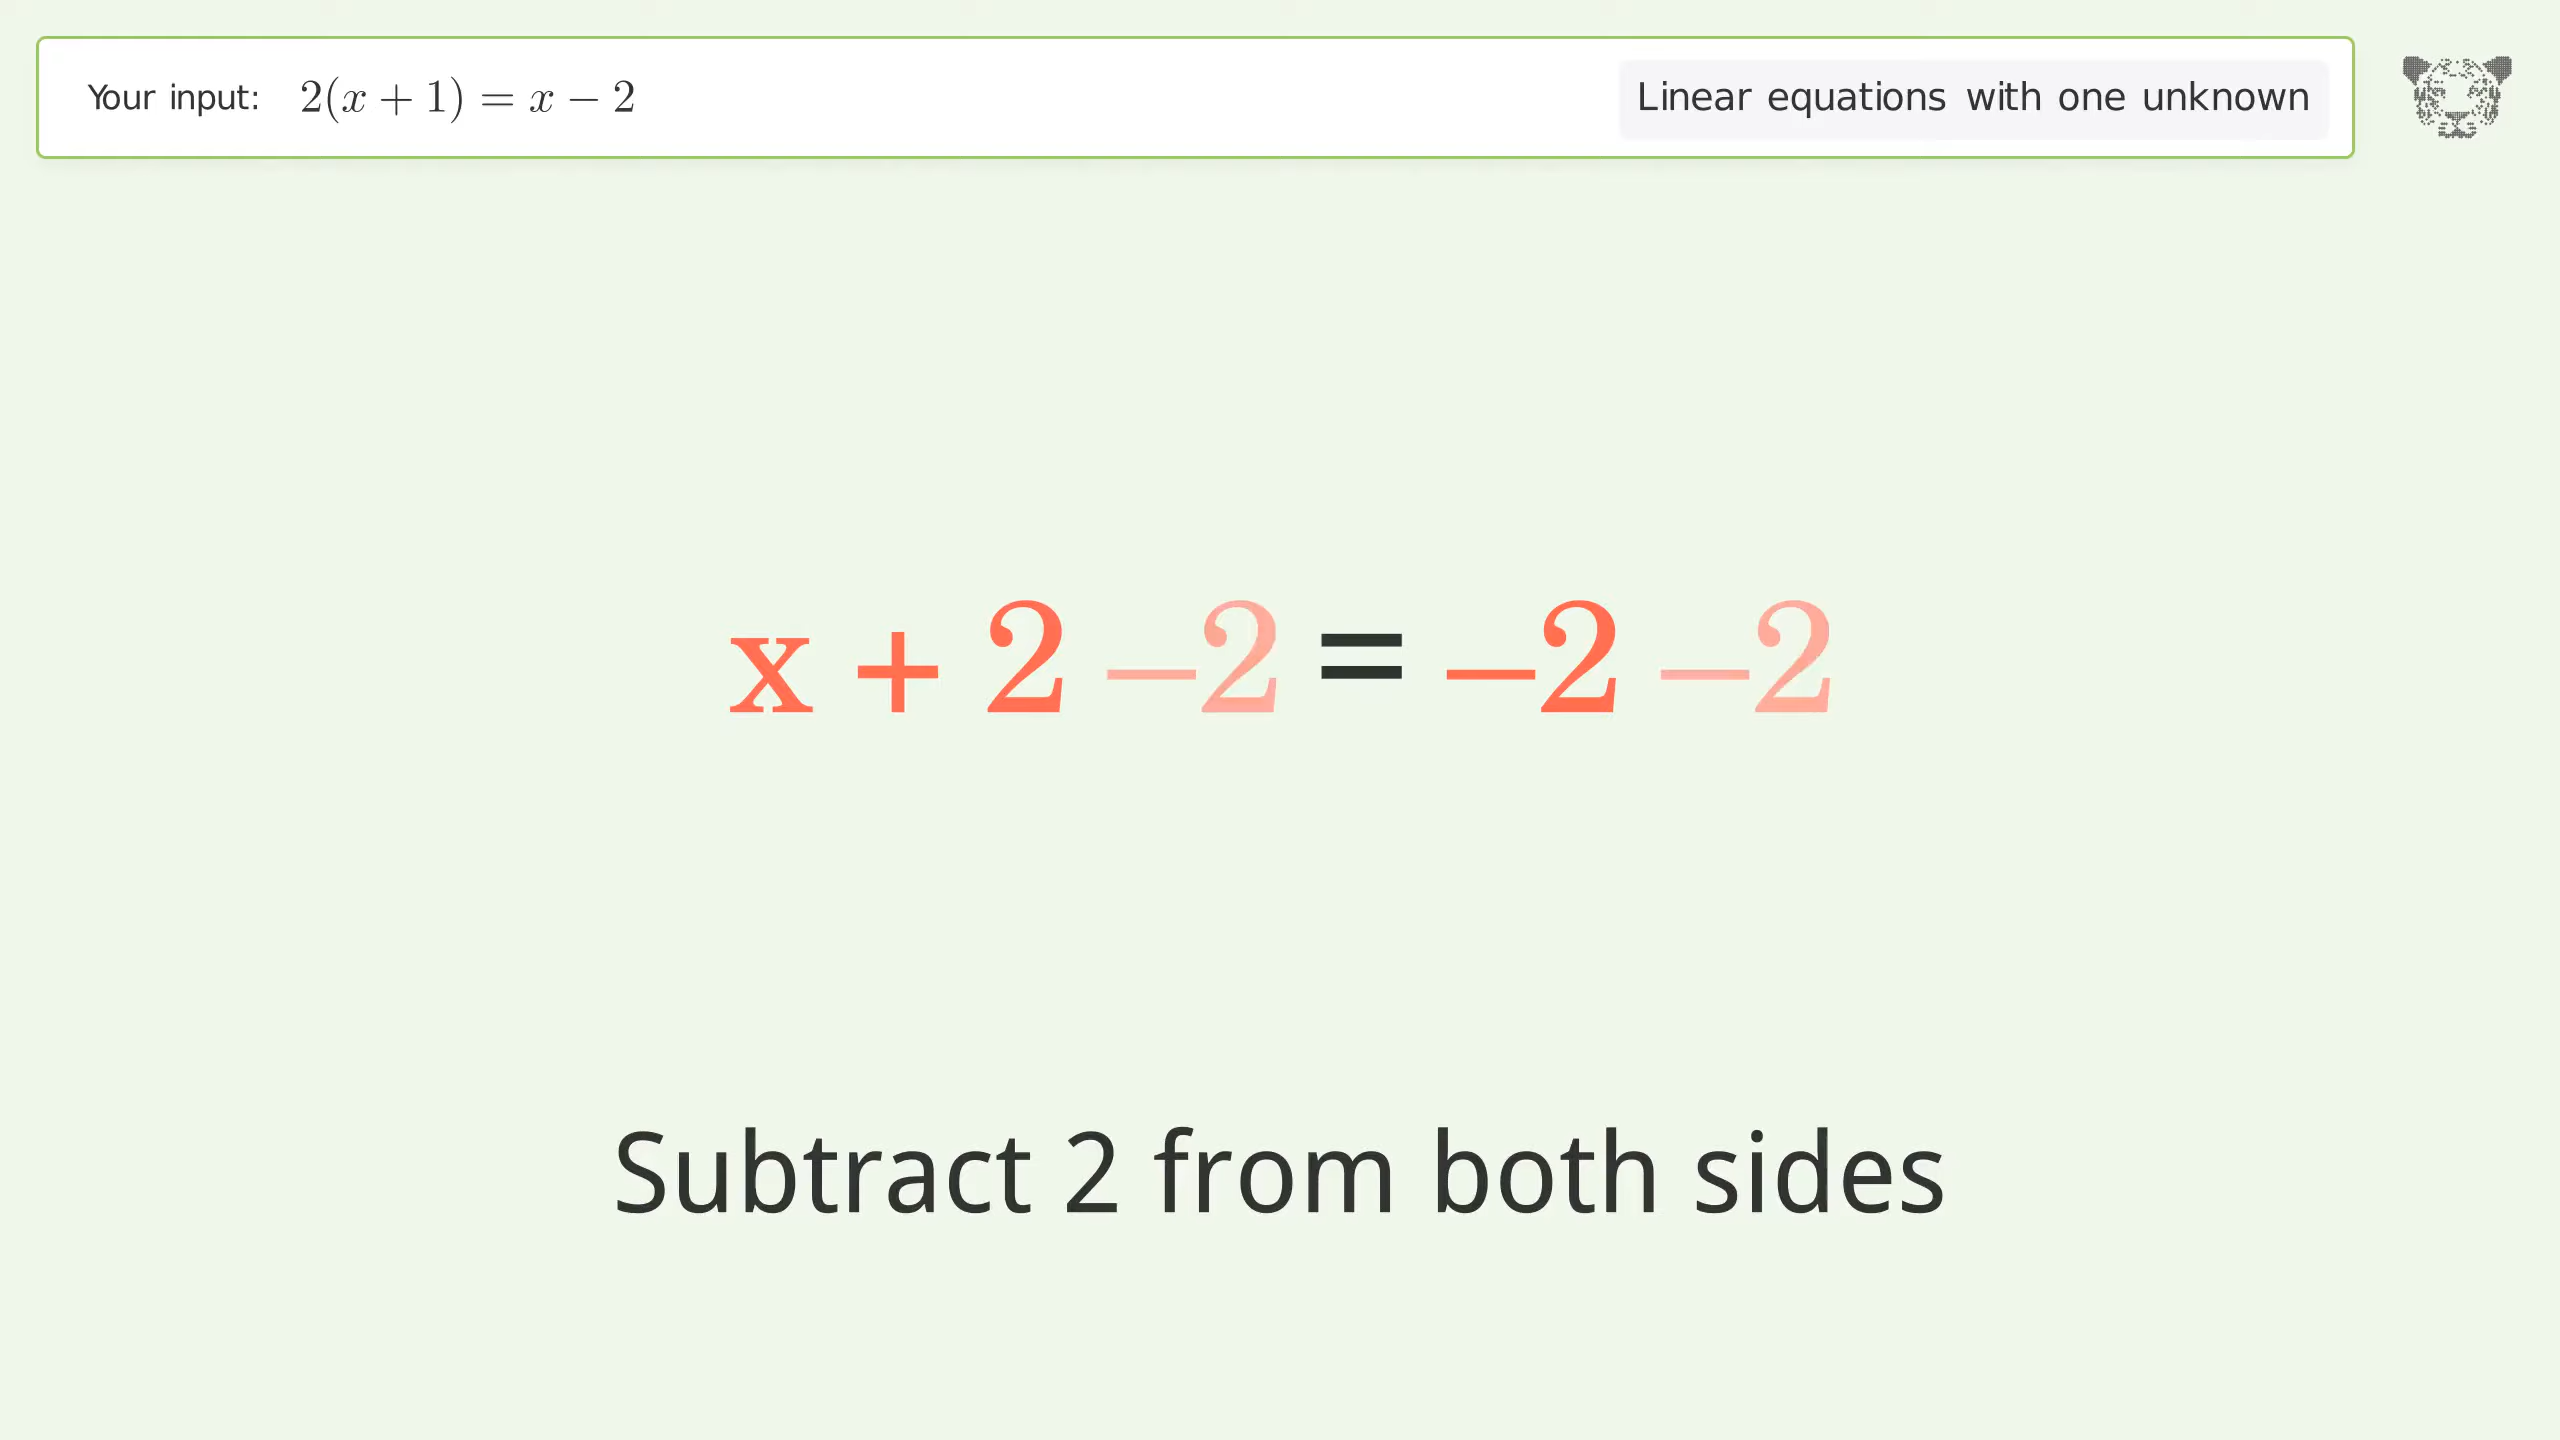 Your input: 2(x + 1) = x − 2
Linear equations with one unknown
x + 2 −2 = −2 −2
Subtract 2 from both sides